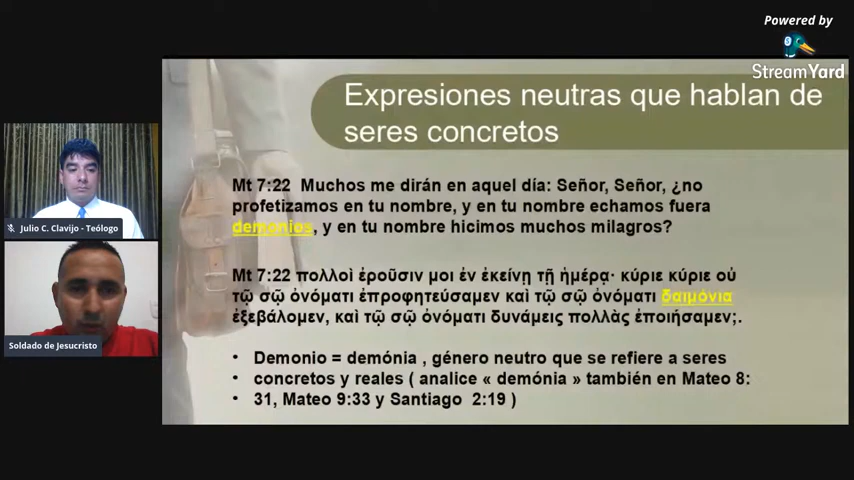 Powered by
StreamYard
Expresiones neutras que hablan de
seres concretos
Mt 7:22 Muchos me dirán en aquel día: Señor, Señor, ¿no
profetizamos en tu nombre, y en tu nombre echamos fuera
demonios, y en tu nombre hicimos muchos milagros?
Mt 7:22 πολλοὶ ἐροῦσιν μοι ἐν ἐκείνῃ τῇ ἡμέρᾳ· κύριε κύριε οὐ
τῷ σῷ ὀνόματι ἐπροφητεύσαμεν καὶ τῷ σῷ ὀνόματι δαιμόνια
ἐξεβάλομεν, καὶ τῷ σῷ ὀνόματι δυνάμεις πολλὰς ἐποιήσαμεν;.
• Demonio = demónia , género neutro que se refiere a seres
• concretos y reales ( analice « demónia » también en Mateo 8:
• 31, Mateo 9:33 y Santiago 2:19 )
Julio C. Clavijo - Teólogo
Soldado de Jesucristo